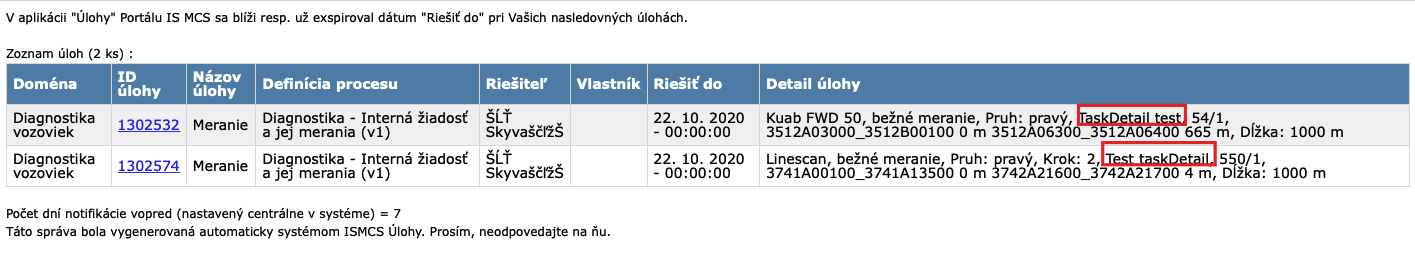 V aplikácii "Úlohy" Portálu IS MCS sa blíži resp. už exspiroval dátum "Riešiť do" pri Vašich nasledovných úlohách.
Zoznam úloh (2 ks) :
Doména ID úlohy Názov úlohy Definícia procesu Riešiteľ Vlastník Riešiť do Detail úlohy
Diagnostika vozoviek 1302532 Meranie Diagnostika - Interná žiadosť a jej merania (v1) ŠĹŤ SkyvaščľžŠ 22. 10. 2020 - 00:00:00 Kuab FWD 50, bežné meranie, Pruh: pravý, TaskDetail test, 54/1, 3512A03000_3512B00100 0 m 3512A06300_3512A06400 665 m, Dĺžka: 1000 m
Diagnostika vozoviek 1302574 Meranie Diagnostika - Interná žiadosť a jej merania (v1) ŠĹŤ SkyvaščľžŠ 22. 10. 2020 - 00:00:00 Linescan, bežné meranie, Pruh: pravý, Krok: 2, Test taskDetail, 550/1, 3741A00100_3741A13500 0 m 3742A21600_3742A21700 4 m, Dĺžka: 1000 m
Počet dní notifikácie vopred (nastavený centrálne v systéme) = 7
Táto správa bola vygenerovaná automaticky systémom ISMCS Úlohy. Prosím, neodpovedajte na ňu.